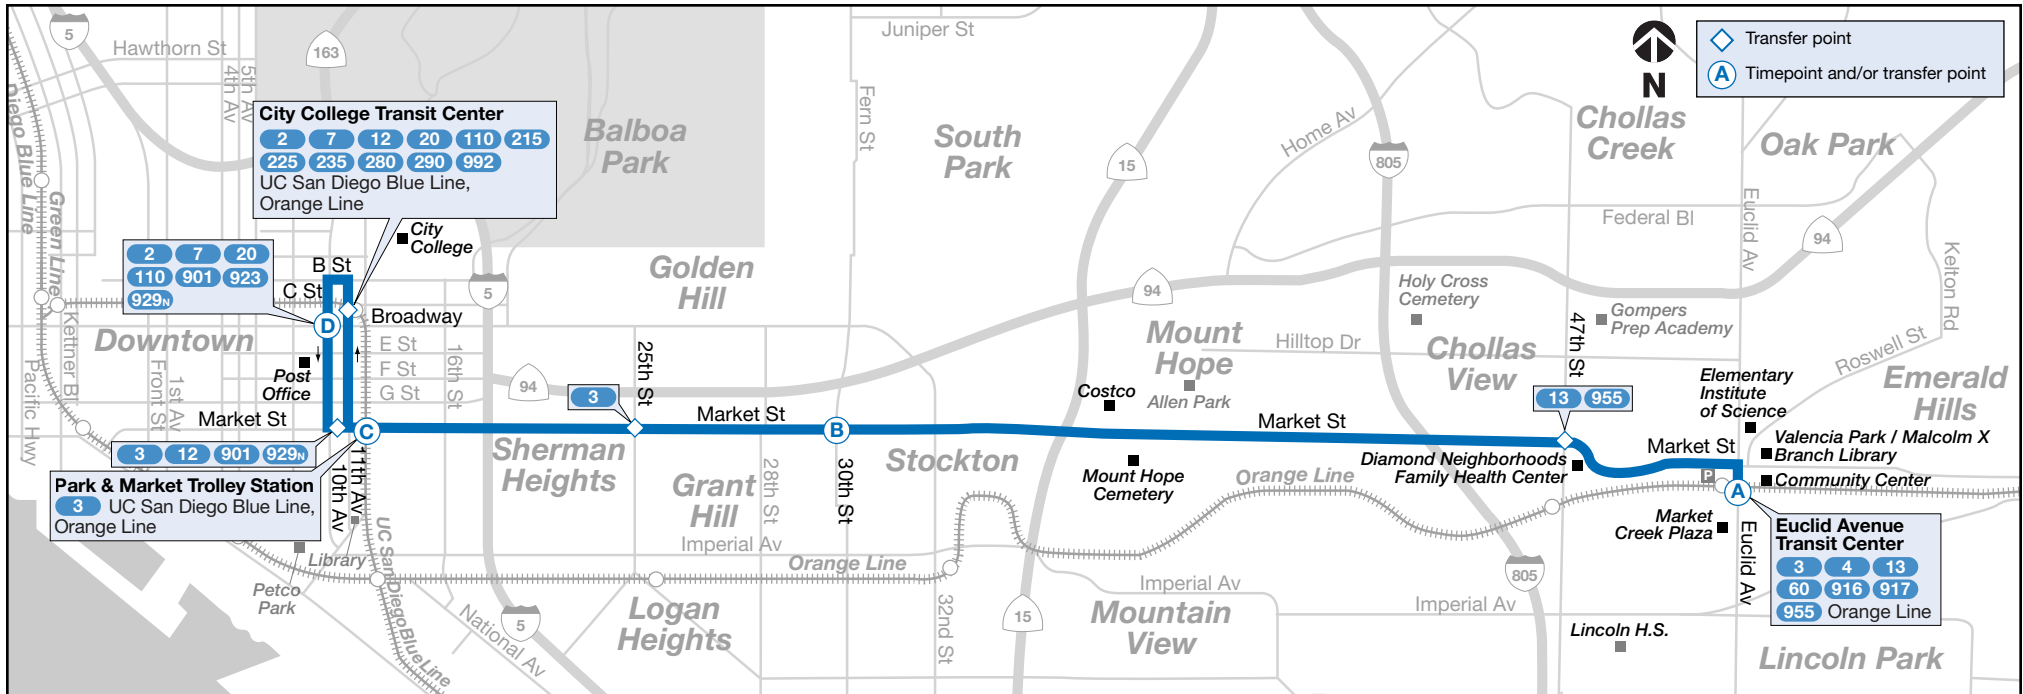 5
Hawthorn St
4th Av
5th Av
163
Juniper St
Fern St
N
Transfer point
A
Timepoint and/or transfer point
City College Transit Center
2 7 12 20 110 215
225 235 280 290 992
UC San Diego Blue Line,
Orange Line
Balboa
Park
South
Park
15
Home Av
805
Chollas
Creek
Oak Park
Euclid Av
Federal Bl
94
Kelton Rd
Diego Blue Line
Green Line
2 7 20
110 901 923
929N
City
College
B St
C St
D
Broadway
Golden
Hill
5
94
Holy Cross
Cemetery
Gompers
Prep Academy
47th St
Downtown
Kettner Bl
Pacific Hwy
Front St
1st Av
Post
Office
E St
F St
G St
16th St
94
25th St
3
Mount
Hope
Allen Park
Hilltop Dr
Chollas
View
Costco
Roswell St
Emerald
Hills
Elementary
Institute
of Science
13 955
Market St
Market St
Market St
Market St
C
B
3 12 901 929N
Park & Market Trolley Station
3 UC San Diego Blue Line,
Orange Line
10th Av
11th Av
Sherman
Heights
Grant
Hill
28th St
30th St
Stockton
Mount Hope
Cemetery
Orange Line
Diamond Neighborhoods
Family Health Center
Valencia Park / Malcolm X
Branch Library
Community Center
P
A
Market
Creek Plaza
Euclid Av
Euclid Avenue
Transit Center
3 4 13
60 916 917
955 Orange Line
Library
Petco
Park
UC San Diego Blue Line
Imperial Av
Orange Line
National Av
5
Logan
Heights
32nd St
15
Imperial Av
Mountain
View
805
Imperial Av
Lincoln H.S.
Lincoln Park